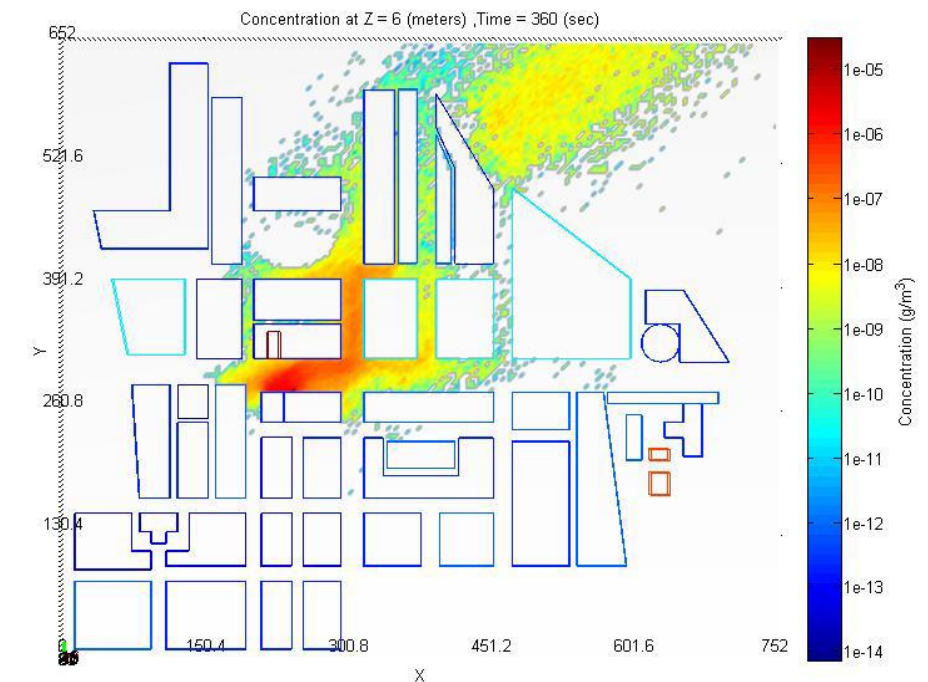 Concentration at Z = 6 (meters) ,Time = 360 (sec)
652
521.6
391.2
260.8
130.4
Y
150.4
300.8
451.2
601.6
752
X
1e-05
1e-06
1e-07
1e-08
1e-09
1e-10
1e-11
1e-12
1e-13
1e-14
Concentration (g/m³)